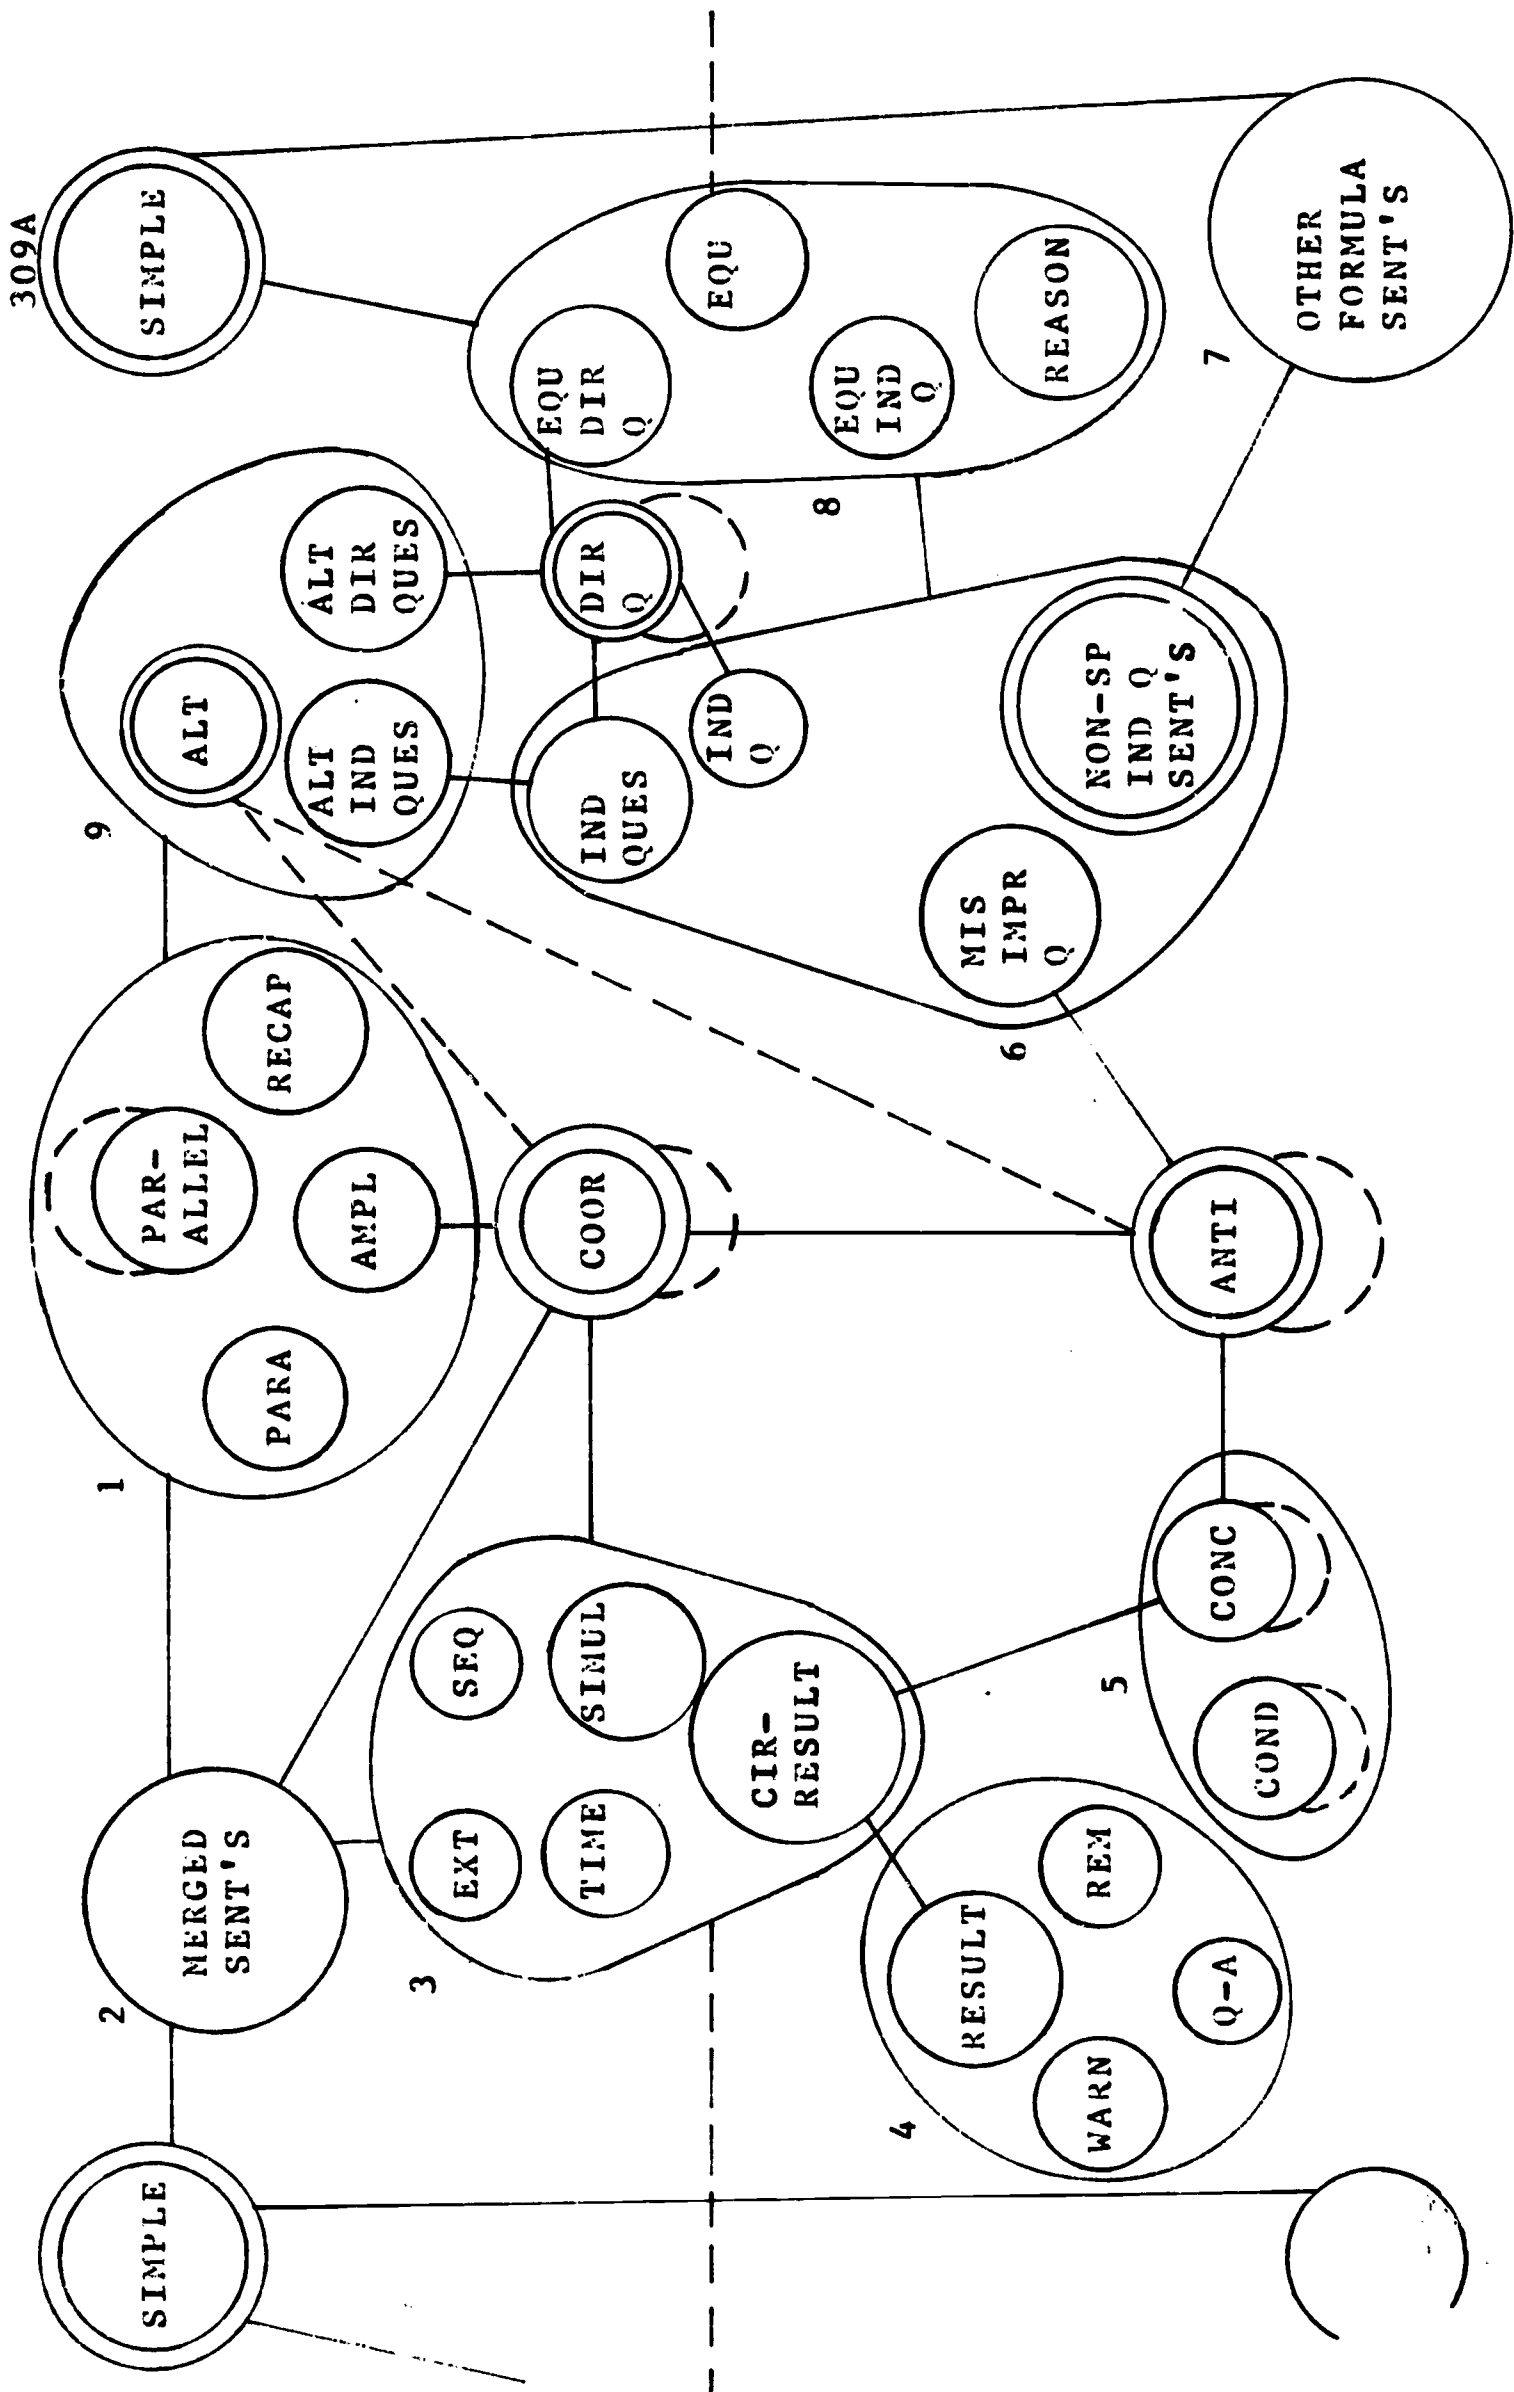 309A
SIMPLE
2
MERGED
SENT'S
1
PARA
PAR-
ALLEL
AMPL
RECAP
9
ALT
ALT
IND
QUES
ALT
DIR
QUES
SIMPLE
3
EXT
SEQ
TIME
SIMUL
CIR-
RESULT
COOR
IND
QUES
IND
Q
DIR
Q
EQU
DIR
Q
EQU
8
EQU
IND
Q
REASON
4
WARN
RESULT
REM
Q-A
5
COND
CONC
ANTI
6
MIS
IMPR
Q
NON-SP
IND Q
SENT'S
7
OTHER
FORMULA
SENT'S